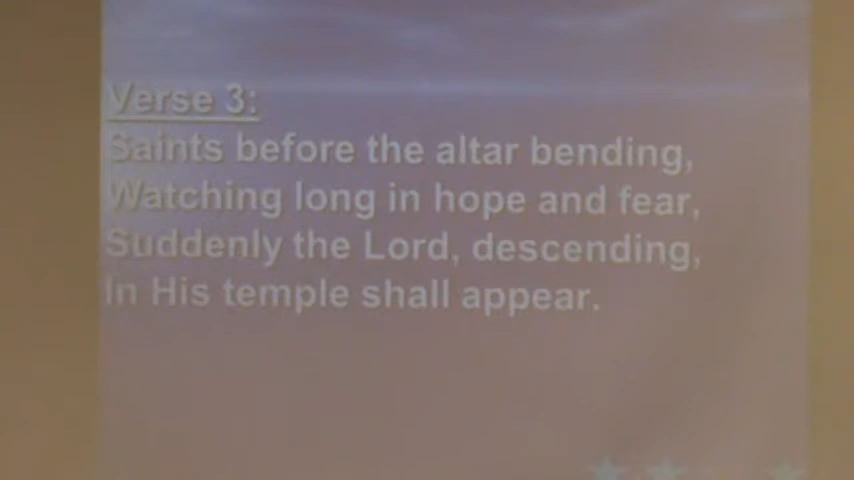 Verse 3:
Saints before the altar bending,
Watching long in hope and fear,
Suddenly the Lord, descending,
In His temple shall appear.